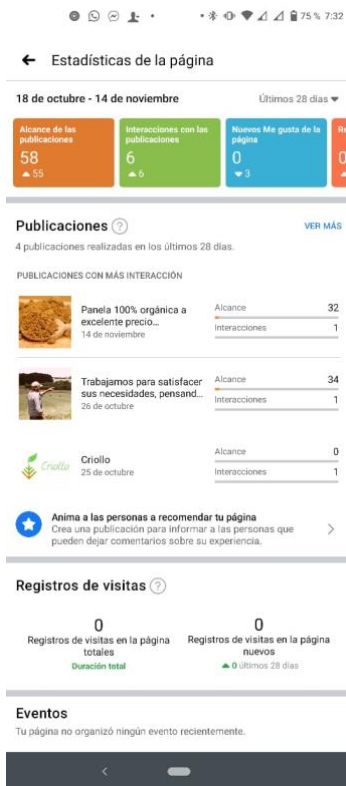 75 % 7:32
Estadísticas de la página
18 de octubre - 14 de noviembre
Últimos 28 días
Alcance de las
publicaciones
58
55
Interacciones con las
publicaciones
6
6
Nuevos Me gusta de la
página
0
3
Publicaciones
VER MÁS
4 publicaciones realizadas en los últimos 28 días.
PUBLICACIONES CON MÁS INTERACCIÓN
Panela 100% orgánica a
excelente precio...
14 de noviembre
Alcance 32
Interacciones 1
Trabajamos para satisfacer
sus necesidades, pensand...
26 de octubre
Alcance 34
Interacciones 1
Criollo
Criollo
25 de octubre
Alcance 0
Interacciones 1
Anima a las personas a recomendar tu página
Crea una publicación para informar a las personas que
pueden dejar comentarios sobre su experiencia.
Registros de visitas
0
Registros de visitas en la página
totales
Duración total
0
Registros de visitas en la página
nuevos
0 últimos 28 días
Eventos
Tu página no organizó ningún evento recientemente.